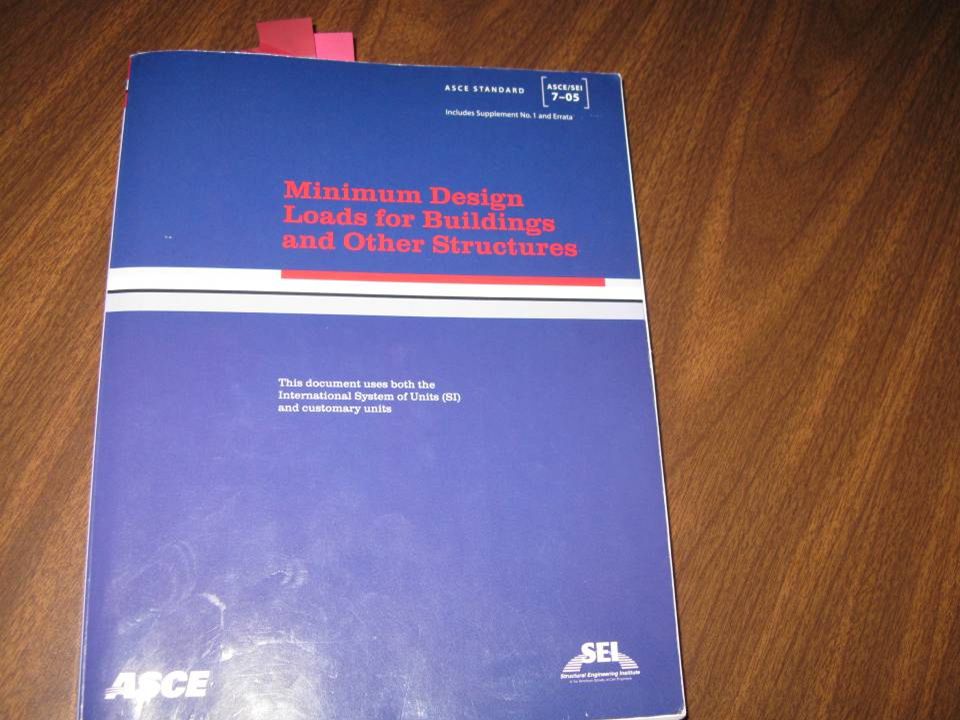 ASCE STANDARD
ASCE/SEI
7–05
Includes Supplement No. 1 and Errata
Minimum Design
Loads for Buildings
and Other Structures
This document uses both the
International System of Units (SI)
and customary units
ASCE
SEI
Structural Engineering Institute